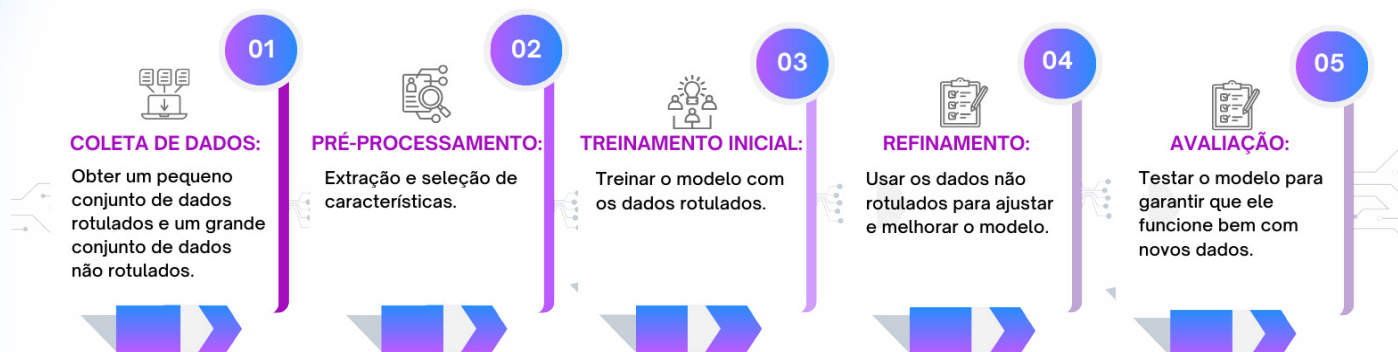 01
COLETA DE DADOS:
Obter um pequeno
conjunto de dados
rotulados e um grande
conjunto de dados
não rotulados.
02
PRÉ-PROCESSAMENTO:
Extração e seleção de
características.
03
TREINAMENTO INICIAL:
Treinar o modelo com
os dados rotulados.
04
REFINAMENTO:
Usar os dados não
rotulados para ajustar
e melhorar o modelo.
05
AVALIAÇÃO:
Testar o modelo para
garantir que ele
funcione bem com
novos dados.